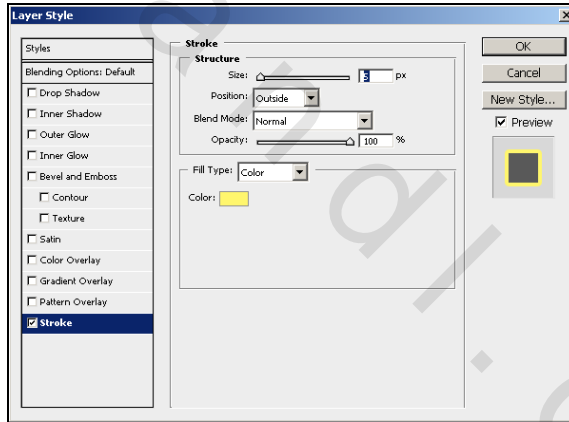 Layer Style
Styles
Blending Options: Default
Drop Shadow
Inner Shadow
Outer Glow
Inner Glow
Bevel and Emboss
Contour
Texture
Satin
Color Overlay
Gradient Overlay
Pattern Overlay
Stroke
Stroke
Structure
Size: px
Position: Outside
Blend Mode: Normal
Opacity: 100 %
Fill Type: Color
Color:
OK
Cancel
New Style...
Preview